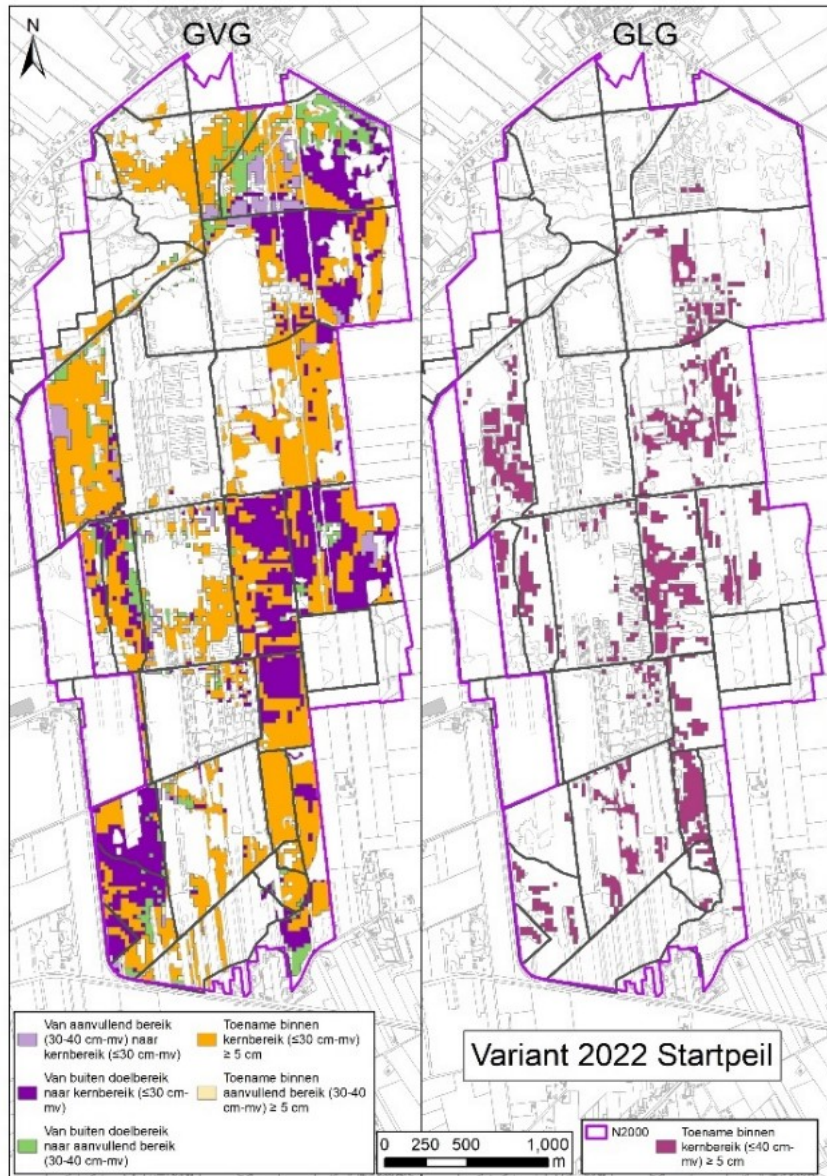 GVG
GLG
N
Variant 2022 Startpeil
Van aanvullend bereik
(30-40 cm-mv) naar
kernbereik (≤30 cm-mv)
Van buiten doelbereik
naar kernbereik (≤30 cm-
mv)
Van buiten doelbereik
naar aanvullend bereik
(30-40 cm-mv)
Toename binnen
kernbereik (≤30 cm-mv)
≥ 5 cm
Toename binnen
aanvullend bereik (30-40
cm-mv) ≥ 5 cm
0 250 500 1,000
m
N2000
Toename binnen
kernbereik (≤40 cm-
mv) ≥ 5 cm